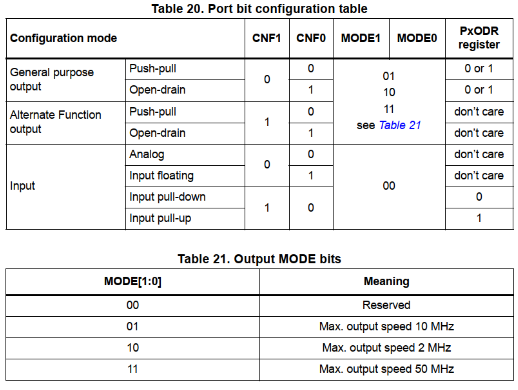 Table 20. Port bit configuration table
Configuration mode CNF1 CNF0 MODE1 MODE0 PxODR register
General purpose output Push-pull 0 0 01 10 11 see Table 21 0 or 1
Open-drain 1 0 or 1
Alternate Function output Push-pull 1 0 don't care
Open-drain 1 don't care
Input Analog 0 0 00 don't care
Input floating 1 don't care
Input pull-down 1 0 0
Input pull-up 1
Table 21. Output MODE bits
MODE[1:0] Meaning
00 Reserved
01 Max. output speed 10 MHz
10 Max. output speed 2 MHz
11 Max. output speed 50 MHz